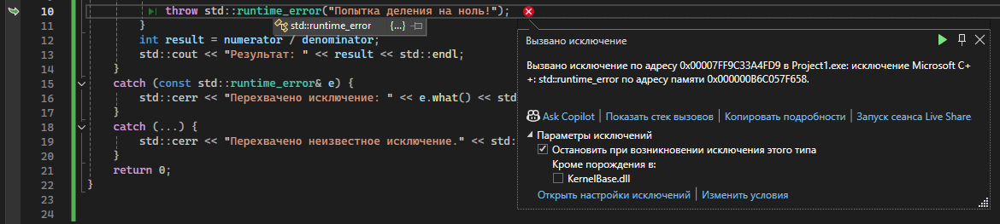 10 throw std::runtime_error("Попытка деления на ноль!");
std::runtime_error {...}
11 }
12 int result = numerator / denominator;
13 std::cout << "Результат: " << result << std::endl;
14 }
15 catch (const std::runtime_error& e) {
16 std::cerr << "Перехвачено исключение: " << e.what() << std
17 }
18 catch (...) {
19 std::cerr << "Перехвачено неизвестное исключение." << std:
20 }
21 return 0;
22 }
23
24
Вызвано исключение
Вызвано исключение по адресу 0x00007FF9C33A4FD9 в Project1.exe: исключение Microsoft C+
+: std::runtime_error по адресу памяти 0x000000B6C057F658.
Ask Copilot | Показать стек вызовов | Копировать подробности | Запуск сеанса Live Share
Параметры исключений
Остановить при возникновении исключения этого типа
Кроме порождения в:
KernelBase.dll
Открыть настройки исключений | Изменить условия